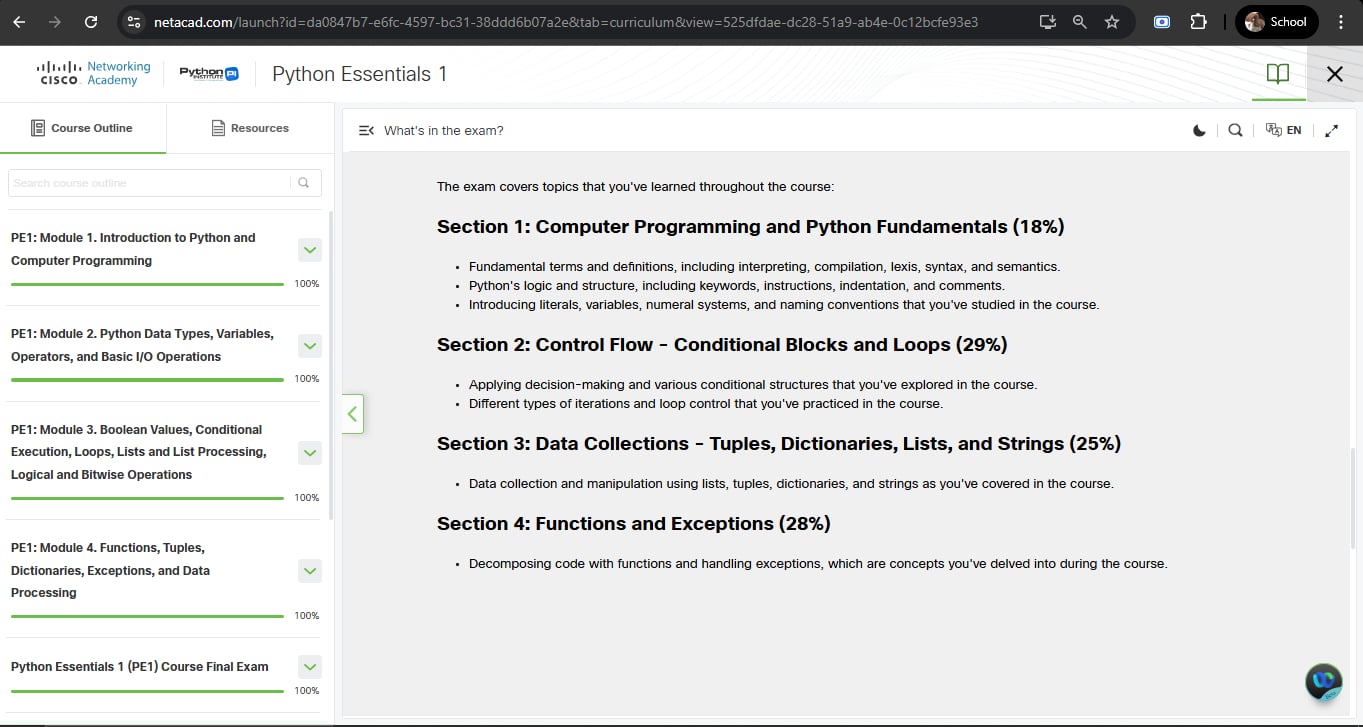 netacad.com/launch?id=da0847b7-e6fc-4597-bc31-38ddd6b07a2e&tab=curriculum&view=525dfdae-dc28-51a9-ab4e-0c12bcfe93e3
School
CISCO Networking Academy
Python INSTITUTE PI
Python Essentials 1
Course Outline
Resources
Search course outline
PE1: Module 1. Introduction to Python and
Computer Programming
100%
PE1: Module 2. Python Data Types, Variables,
Operators, and Basic I/O Operations
100%
PE1: Module 3. Boolean Values, Conditional
Execution, Loops, Lists and List Processing,
Logical and Bitwise Operations
100%
PE1: Module 4. Functions, Tuples,
Dictionaries, Exceptions, and Data
Processing
100%
Python Essentials 1 (PE1) Course Final Exam
100%
What's in the exam?
EN
The exam covers topics that you've learned throughout the course:
Section 1: Computer Programming and Python Fundamentals (18%)
• Fundamental terms and definitions, including interpreting, compilation, lexis, syntax, and semantics.
• Python's logic and structure, including keywords, instructions, indentation, and comments.
• Introducing literals, variables, numeral systems, and naming conventions that you've studied in the course.
Section 2: Control Flow - Conditional Blocks and Loops (29%)
• Applying decision-making and various conditional structures that you've explored in the course.
• Different types of iterations and loop control that you've practiced in the course.
Section 3: Data Collections - Tuples, Dictionaries, Lists, and Strings (25%)
• Data collection and manipulation using lists, tuples, dictionaries, and strings as you've covered in the course.
Section 4: Functions and Exceptions (28%)
• Decomposing code with functions and handling exceptions, which are concepts you've delved into during the course.